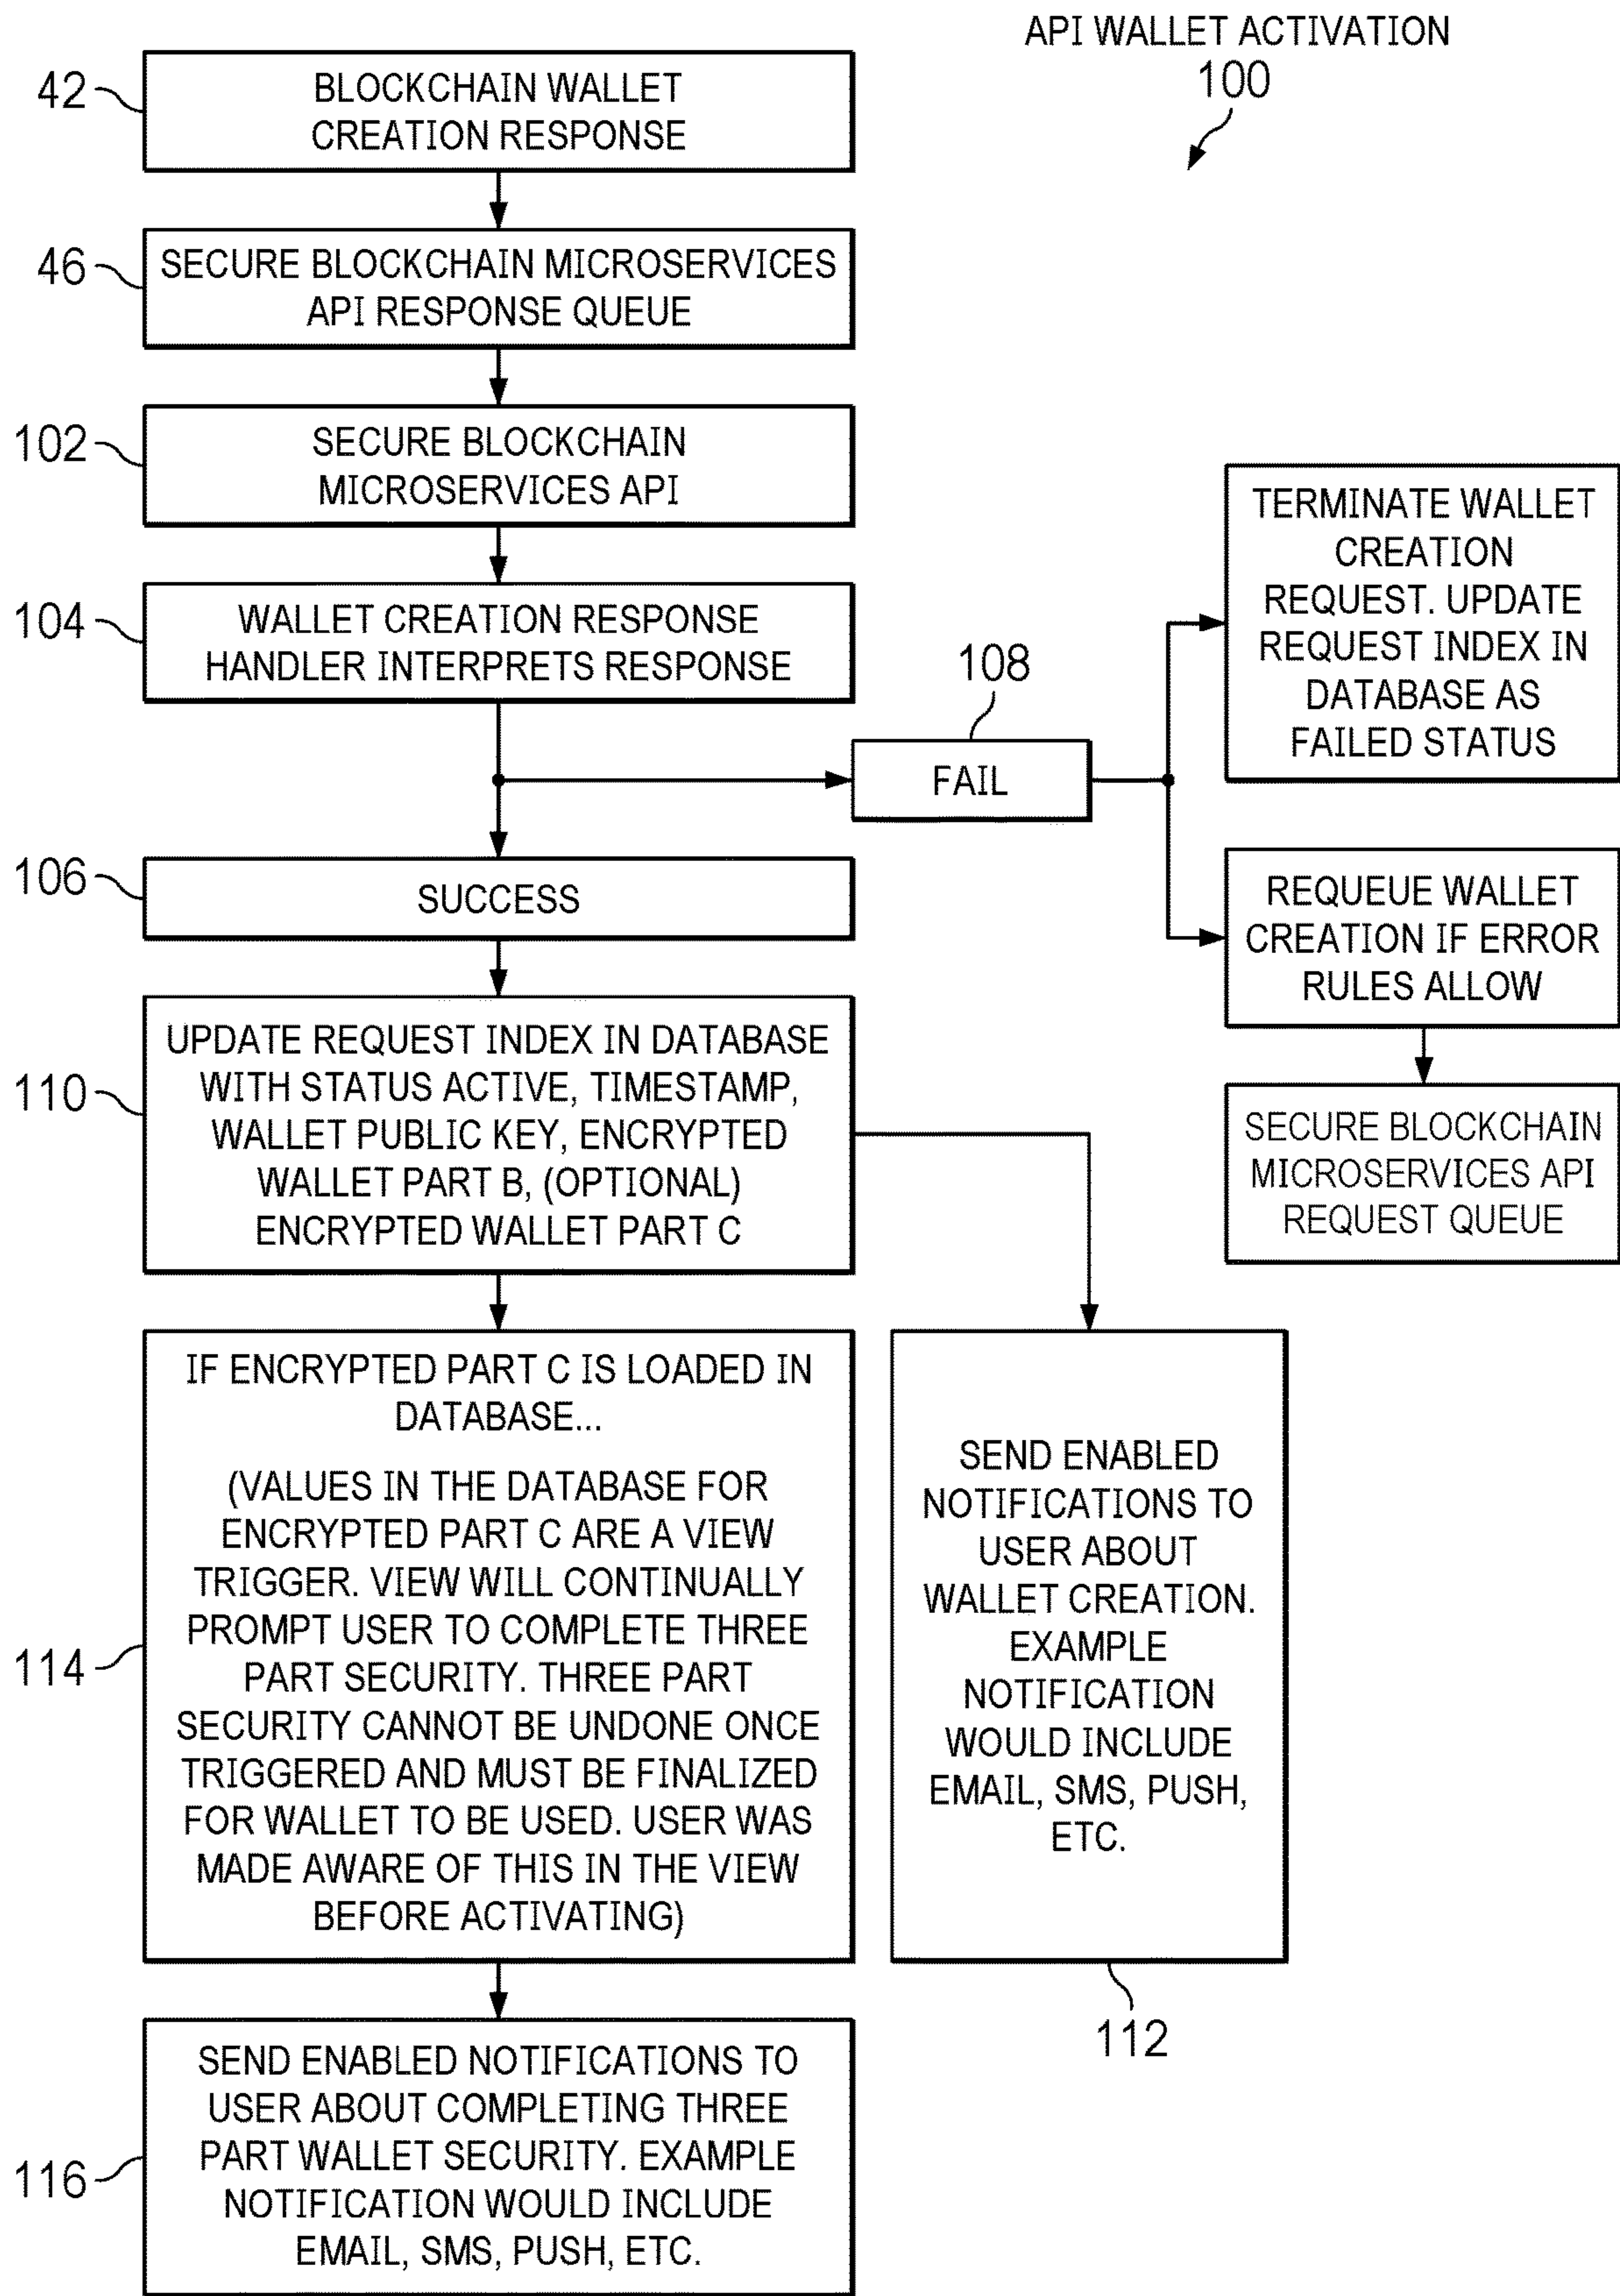 API WALLET ACTIVATION
100
42
BLOCKCHAIN WALLET
CREATION RESPONSE
46
SECURE BLOCKCHAIN MICROSERVICES
API RESPONSE QUEUE
102
SECURE BLOCKCHAIN
MICROSERVICES API
104
WALLET CREATION RESPONSE
HANDLER INTERPRETS RESPONSE
108
FAIL
TERMINATE WALLET
CREATION
REQUEST. UPDATE
REQUEST INDEX IN
DATABASE AS
FAILED STATUS
REQUEUE WALLET
CREATION IF ERROR
RULES ALLOW
SECURE BLOCKCHAIN
MICROSERVICES API
REQUEST QUEUE
106
SUCCESS
110
UPDATE REQUEST INDEX IN DATABASE
WITH STATUS ACTIVE, TIMESTAMP,
WALLET PUBLIC KEY, ENCRYPTED
WALLET PART B, (OPTIONAL)
ENCRYPTED WALLET PART C
114
IF ENCRYPTED PART C IS LOADED IN
DATABASE...
(VALUES IN THE DATABASE FOR
ENCRYPTED PART C ARE A VIEW
TRIGGER. VIEW WILL CONTINUALLY
PROMPT USER TO COMPLETE THREE
PART SECURITY. THREE PART
SECURITY CANNOT BE UNDONE ONCE
TRIGGERED AND MUST BE FINALIZED
FOR WALLET TO BE USED. USER WAS
MADE AWARE OF THIS IN THE VIEW
BEFORE ACTIVATING)
SEND ENABLED
NOTIFICATIONS TO
USER ABOUT
WALLET CREATION.
EXAMPLE
NOTIFICATION
WOULD INCLUDE
EMAIL, SMS, PUSH,
ETC.
112
116
SEND ENABLED NOTIFICATIONS TO
USER ABOUT COMPLETING THREE
PART WALLET SECURITY. EXAMPLE
NOTIFICATION WOULD INCLUDE
EMAIL, SMS, PUSH, ETC.